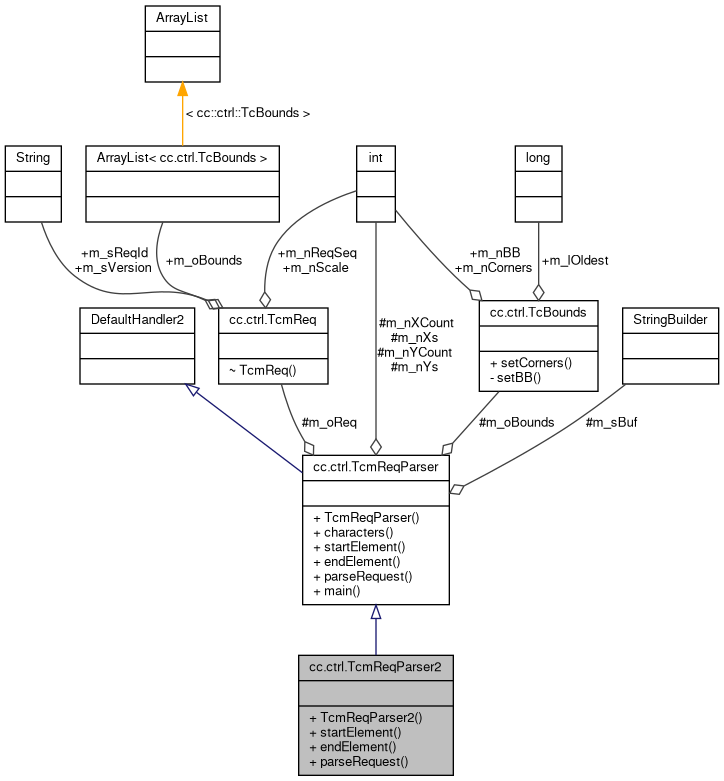 ArrayList
< cc::ctrl::TcBounds >
String
ArrayList< cc.ctrl.TcBounds >
int
long
+m_sReqId
+m_sVersion
+m_oBounds
+m_nReqSeq
+m_nScale
+m_nBB
+m_nCorners
+m_lOldest
DefaultHandler2
cc.ctrl.TcmReq
~ TcmReq()
#m_nXCount
#m_nXs
#m_nYCount
#m_nYs
cc.ctrl.TcBounds
+ setCorners()
- setBB()
StringBuilder
#m_oReq
#m_oBounds
#m_sBuf
cc.ctrl.TcmReqParser
+ TcmReqParser()
+ characters()
+ startElement()
+ endElement()
+ parseRequest()
+ main()
cc.ctrl.TcmReqParser2
+ TcmReqParser2()
+ startElement()
+ endElement()
+ parseRequest()